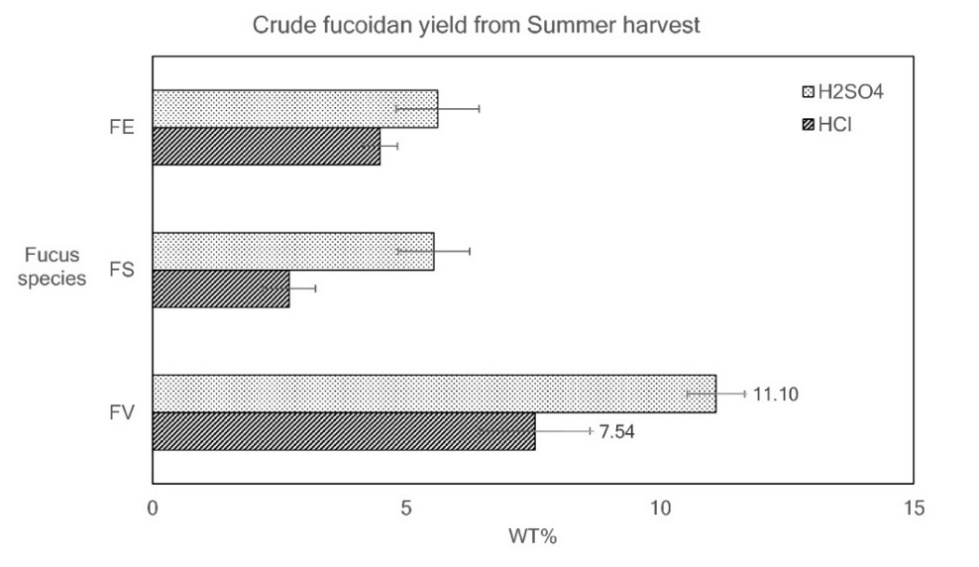 Crude fucoidan yield from Summer harvest
H2SO4
HCl
FE
Fucus
species
FS
FV
11.10
7.54
0
5
10
15
WT%